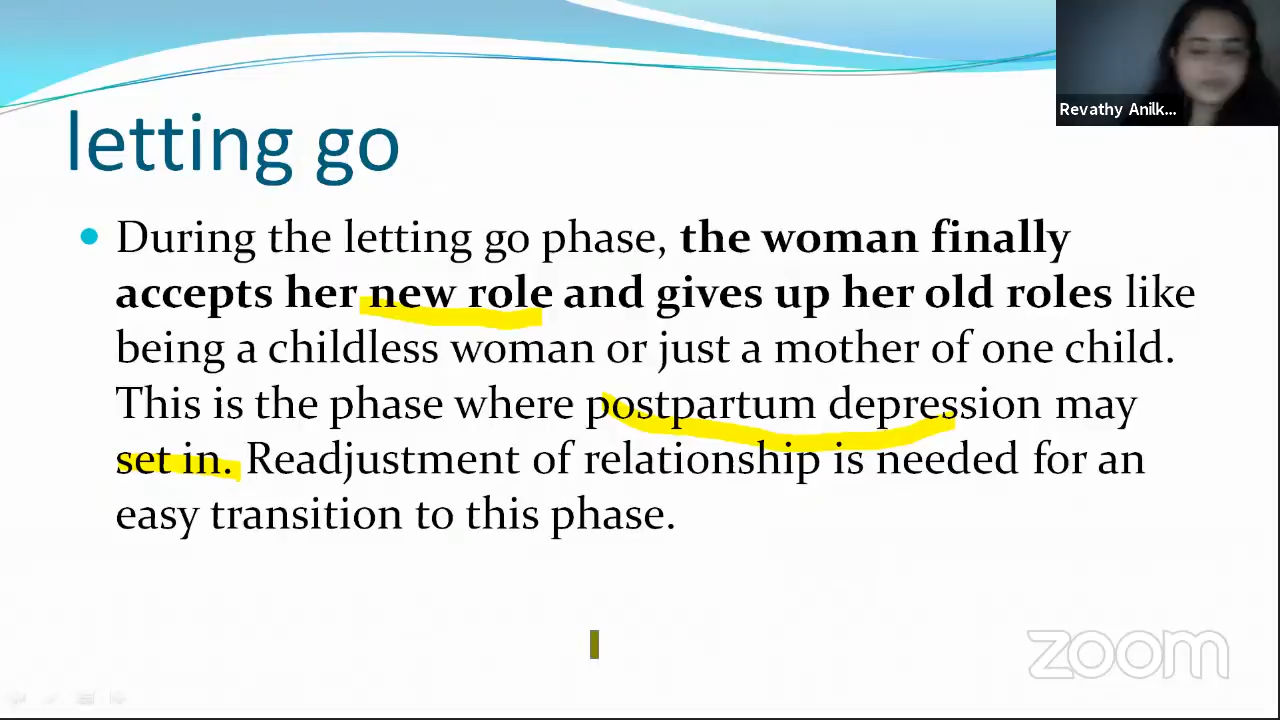 Revathy Anilk...
letting go
During the letting go phase, the woman finally
accepts her new role and gives up her old roles like
being a childless woman or just a mother of one child.
This is the phase where postpartum depression may
set in. Readjustment of relationship is needed for an
easy transition to this phase.
zoom